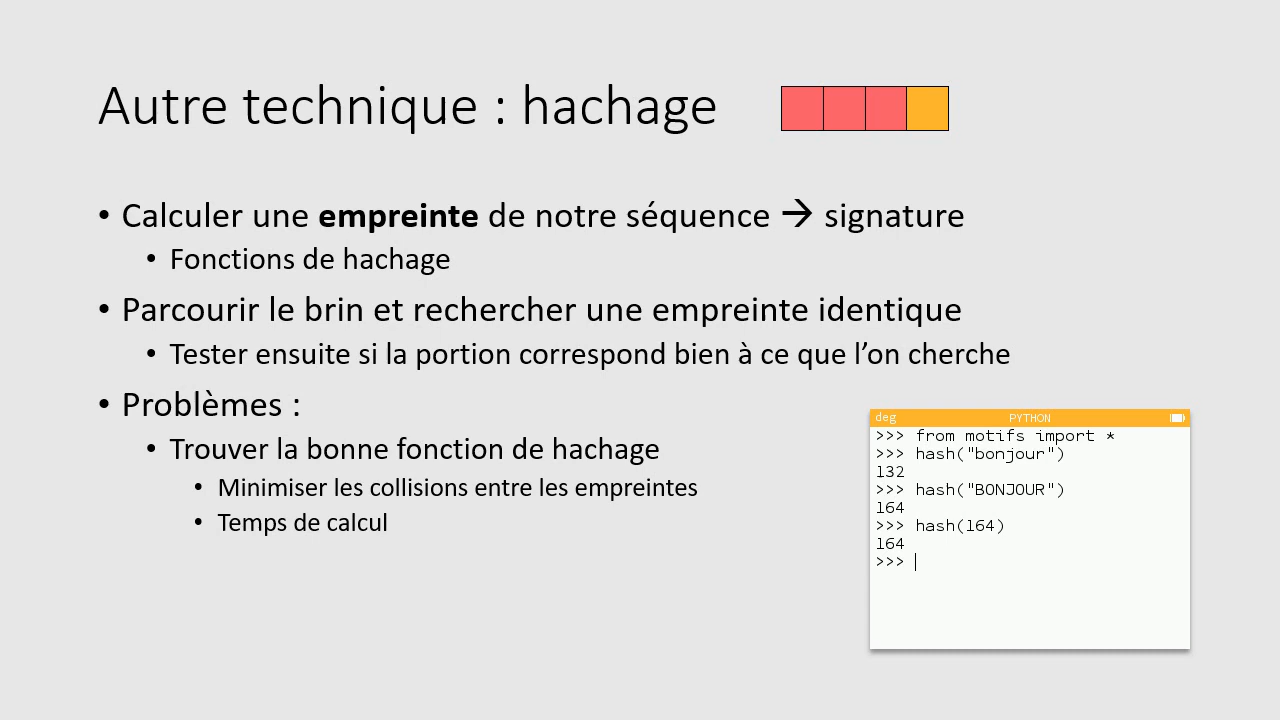 Autre technique : hachage
• Calculer une empreinte de notre séquence → signature
• Fonctions de hachage
• Parcourir le brin et rechercher une empreinte identique
• Tester ensuite si la portion correspond bien à ce que l’on cherche
• Problèmes :
• Trouver la bonne fonction de hachage
• Minimiser les collisions entre les empreintes
• Temps de calcul
deg PYTHON
>>> from motifs import *
>>> hash("bonjour")
132
>>> hash("BONJOUR")
164
>>> hash(164)
164
>>>